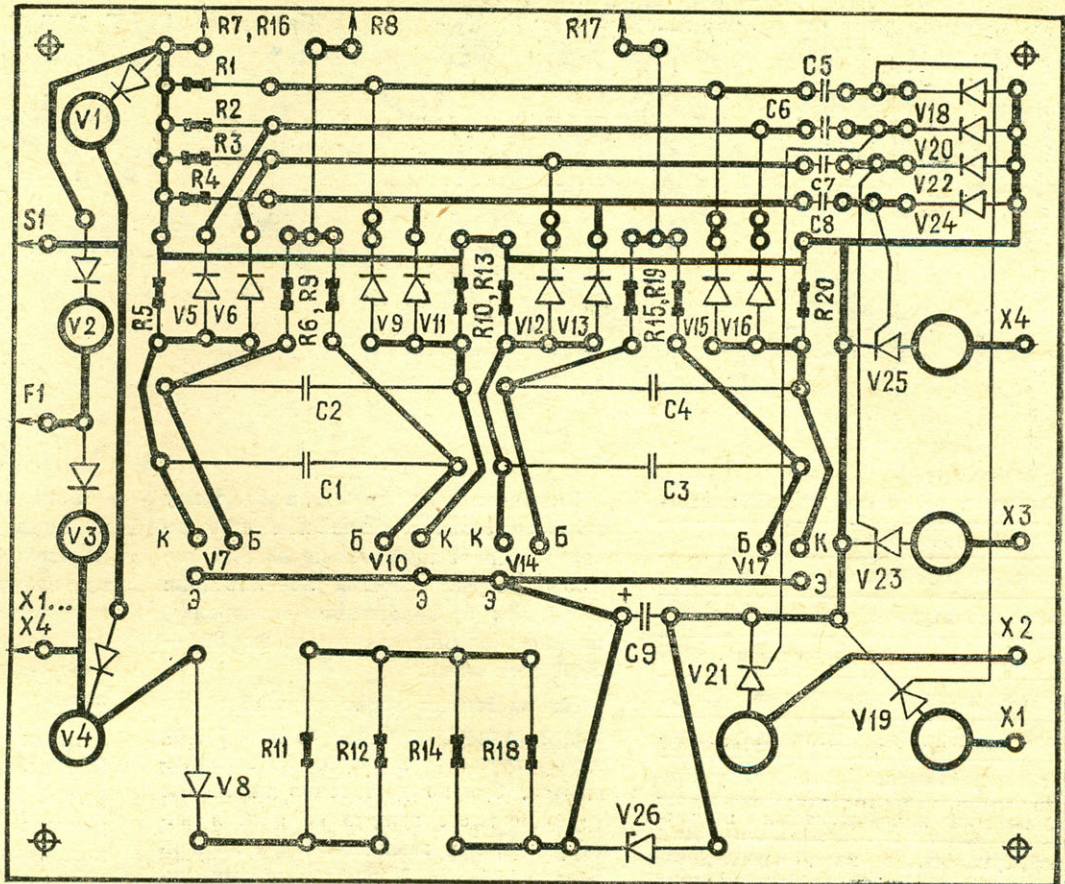 R7, R16
R8
R17
R1
C5
V1
R2
C6
V18
R3
V20
R4
C7
V22
S1
C8
V24
V2
R5
V5
V6
R6, R9
V9
V11
R10, R13
V12
V13
R15, R19
V15
V16
R20
X4
V25
F1
C2
C4
C1
C3
V3
К
V7
Б
Б
V10
К
К
V14
Б
Б
V17
К
V23
X3
Э
Э
Э
Э
X1...
X4
+
C9
X2
V21
V19
X1
V4
R11
R12
R14
R18
V8
V26